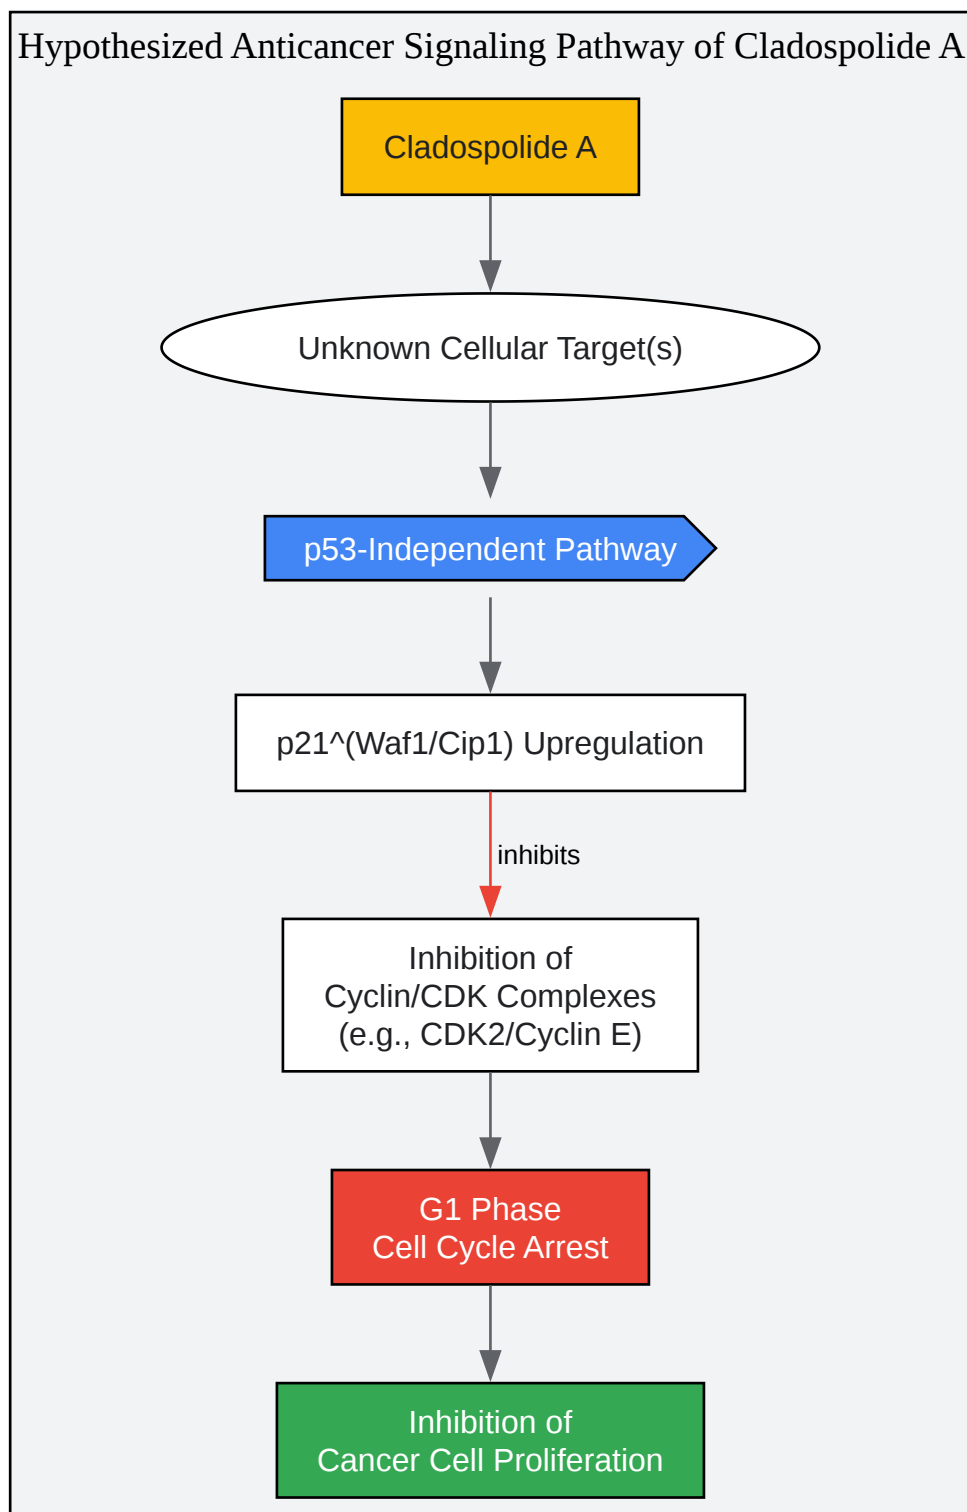 Hypothesized Anticancer Signaling Pathway of Cladospolide A
Cladospolide A
Unknown Cellular Target(s)
p53-Independent Pathway
p21^(Waf1/Cip1) Upregulation
inhibits
Inhibition of
Cyclin/CDK Complexes
(e.g., CDK2/Cyclin E)
G1 Phase
Cell Cycle Arrest
Inhibition of
Cancer Cell Proliferation